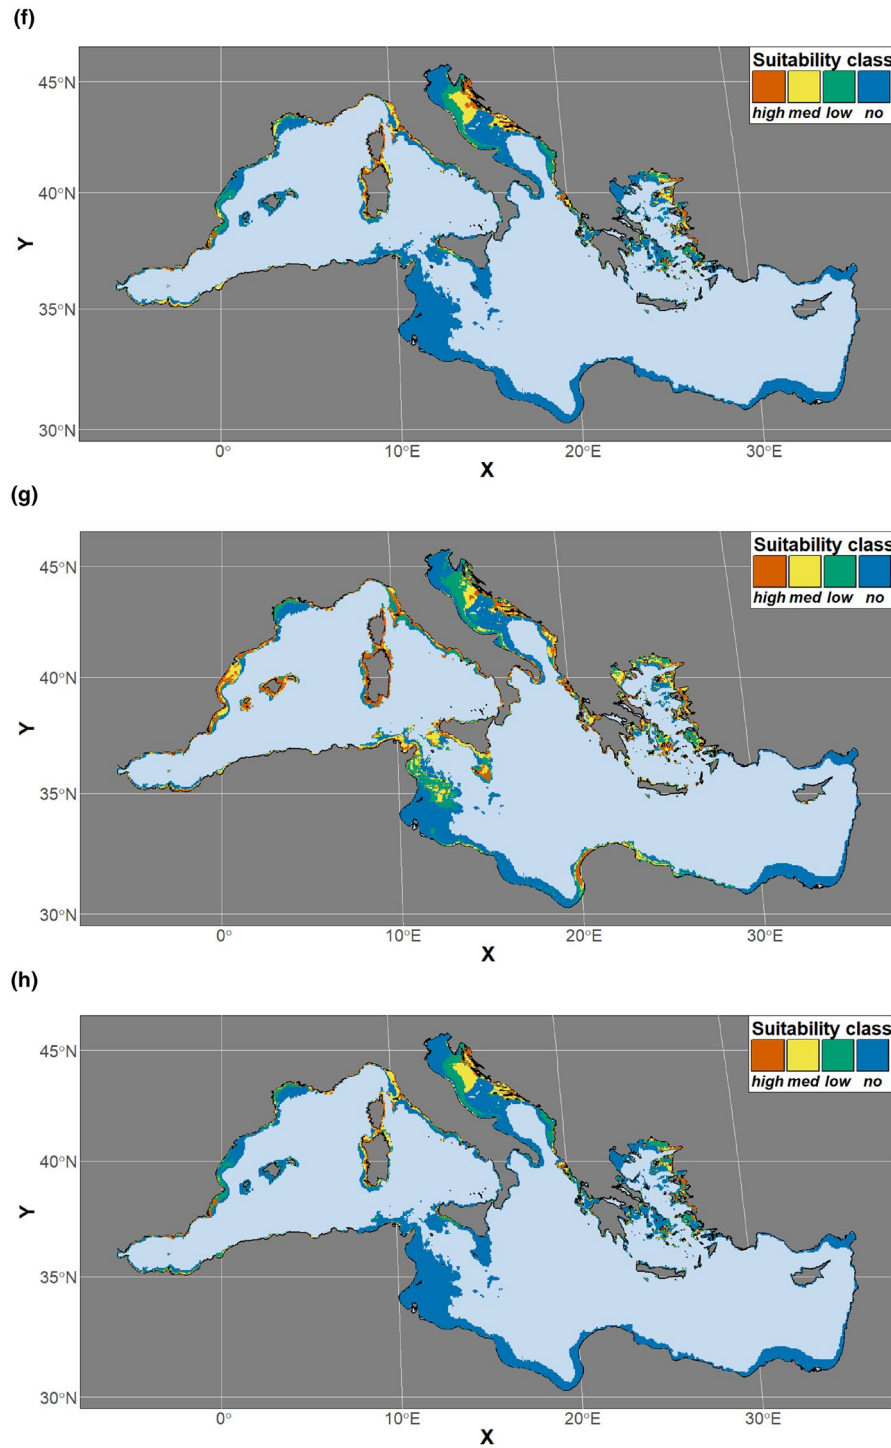 (f)
Suitability class
high med low no
45°N
40°N
35°N
30°N
Y
0°
10°E
20°E
30°E
X
(g)
Suitability class
high med low no
45°N
40°N
35°N
30°N
Y
0°
10°E
20°E
30°E
X
(h)
Suitability class
high med low no
45°N
40°N
35°N
30°N
Y
0°
10°E
20°E
30°E
X